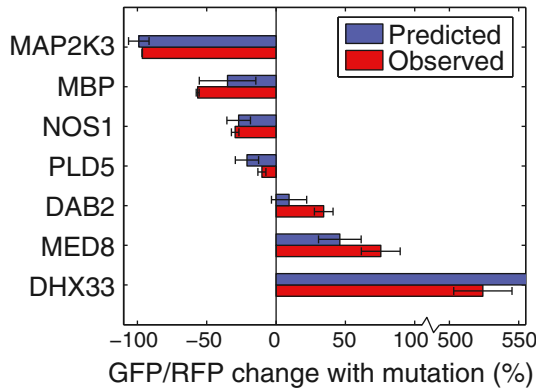 Predicted
Observed
MAP2K3
MBP
NOS1
PLD5
DAB2
MED8
DHX33
−100 −50 0 50 100 500 550
GFP/RFP change with mutation (%)